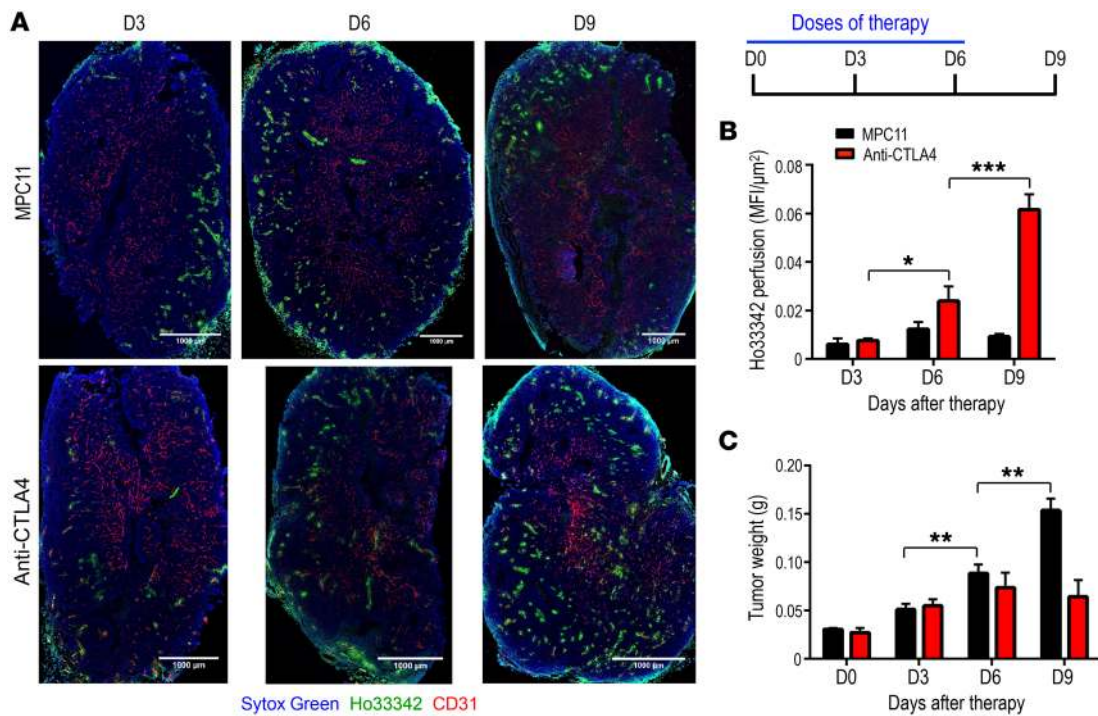 A
D3
D6
D9
MPC11
1000 µm
1000 µm
1000 µm
Anti-CTLA4
1000 µm
1000 µm
1000 µm
Sytox Green Ho33342 CD31
Doses of therapy
D0 D3 D6 D9
B
MPC11
Anti-CTLA4
Ho33342 perfusion (MFI/µm²)
0.08
0.06
0.04
0.02
0
*
***
D3 D6 D9
Days after therapy
C
Tumor weight (g)
0.20
0.15
0.10
0.05
0
**
**
D0 D3 D6 D9
Days after therapy